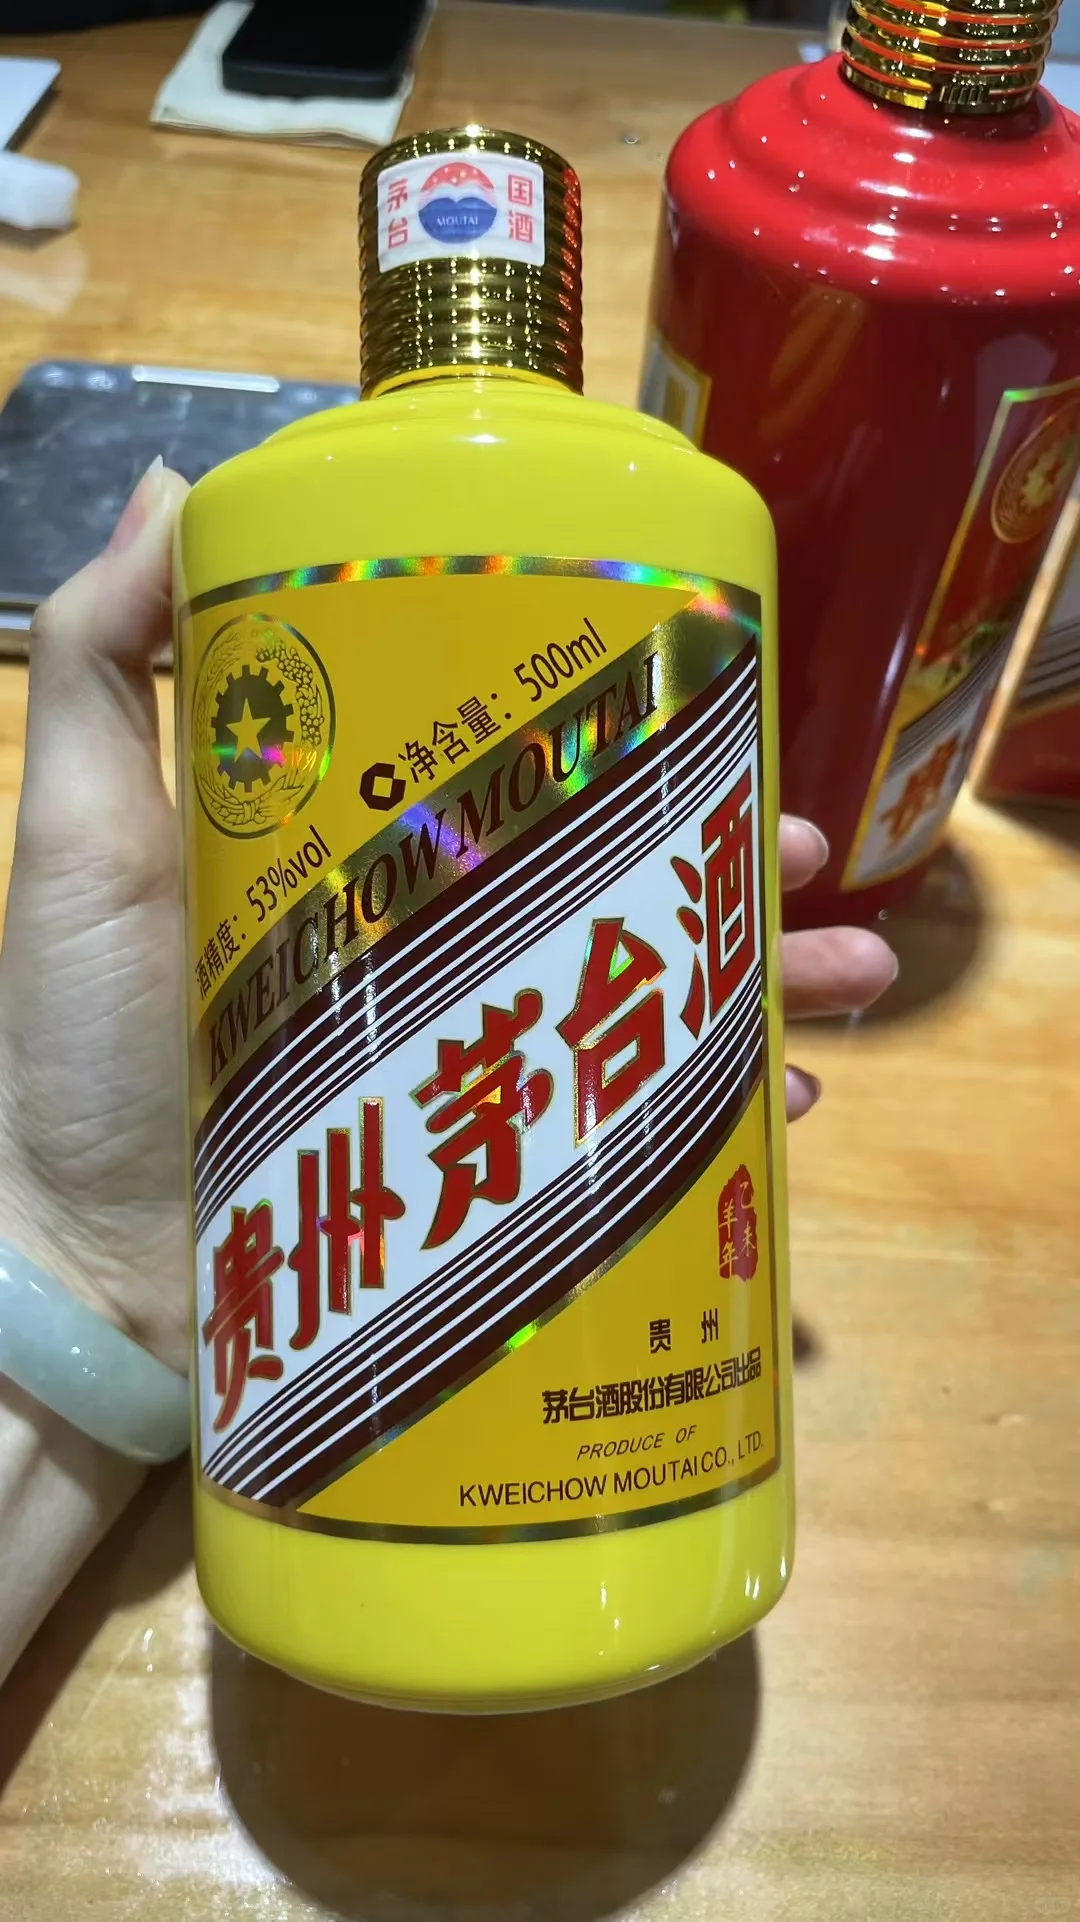 茅台
MOUTAI
国酒
净含量：500ml
酒精度：53%vol
KWEICHOW MOUTAI
贵州茅台酒
乙未
羊年
贵州
茅台酒股份有限公司出品
PRODUCE OF
KWEICHOW MOUTAI CO., LTD.